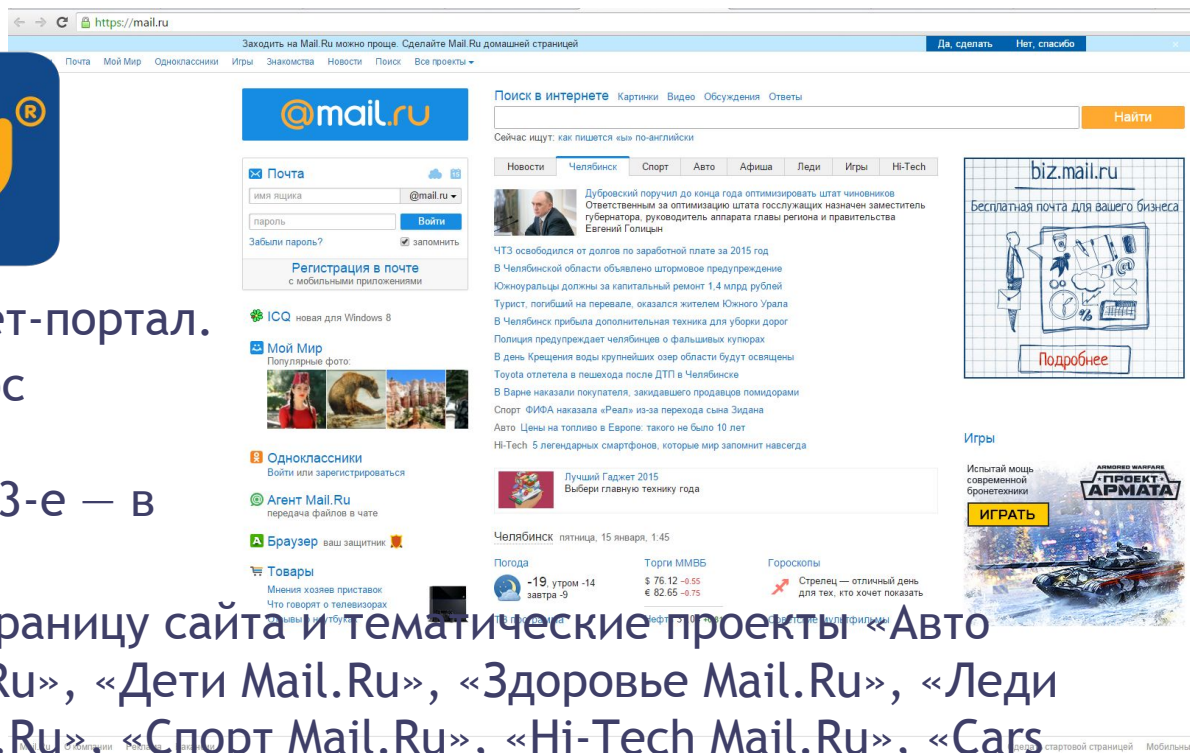 https://mail.ru
Заходить на Mail.Ru можно проще. Сделайте Mail.Ru домашней страницей
Да, сделать Нет, спасибо
Почта Мой Мир Одноклассники Игры Знакомства Новости Поиск Все проекты
@mail.ru
Поиск в интернете Картинки Видео Обсуждения Ответы
Найти
Сейчас ищут: как пишется «ы» по-английски
Почта
имя ящика @mail.ru
пароль Войти
Забыли пароль? запомнить
Регистрация в почте
с мобильными приложениями
ICQ новая для Windows 8
Мой Мир
Популярные фото:
Одноклассники
Войти или зарегистрироваться
Агент Mail.Ru
передача файлов в чате
Браузер ваш защитник
Товары
Мнения хозяев приставок
Что говорят о телевизорах
Новости Челябинск Спорт Авто Афиша Леди Игры Hi-Tech
Дубровский поручил до конца года оптимизировать штат чиновников
Ответственным за оптимизацию штата госслужащих назначен заместитель
губернатора, руководитель аппарата главы региона и правительства
Евгений Голицын
ЧТЗ освободился от долгов по заработной плате за 2015 год
В Челябинской области объявлено штормовое предупреждение
Южноуральцы должны за капитальный ремонт 1,4 млрд рублей
Турист, погибший на перевале, оказался жителем Южного Урала
В Челябинск прибыла дополнительная техника для уборки дорог
Полиция предупреждает челябинцев о фальшивых купюрах
В день Крещения воды крупнейших озер области будут освящены
Toyota отлетела в пешехода после ДТП в Челябинске
В Варне наказали покупателя, закидавшего продавцов помидорами
Спорт ФИФА наказала «Реал» из-за перехода сына Зидана
Авто Цены на топливо в Европе: такого не было 10 лет
Hi-Tech 5 легендарных смартфонов, которые мир запомнит навсегда
Лучший Гаджет 2015
Выбери главную технику года
Челябинск пятница, 15 января, 1:45
Погода
-19, утром -14
завтра -9
Торги ММВБ
$ 76.12 -0.55
€ 82.65 -0.75
Гороскопы
Стрелец — отличный день
для тех, кто хочет показать
biz.mail.ru
Бесплатная почта для вашего бизнеса
Подробнее
Игры
Испытай мощь
современной
бронетехники
ИГРАТЬ
ARMORED WARFARE
ПРОЕКТ
АРМАТА
ет-портал.
с
3-е — в
раницу сайта и тематические проекты «Авто
Ru», «Дети Mail.Ru», «Здоровье Mail.Ru», «Леди
.Ru», «Спорт Mail.Ru», «Hi-Tech Mail.Ru», «Cars